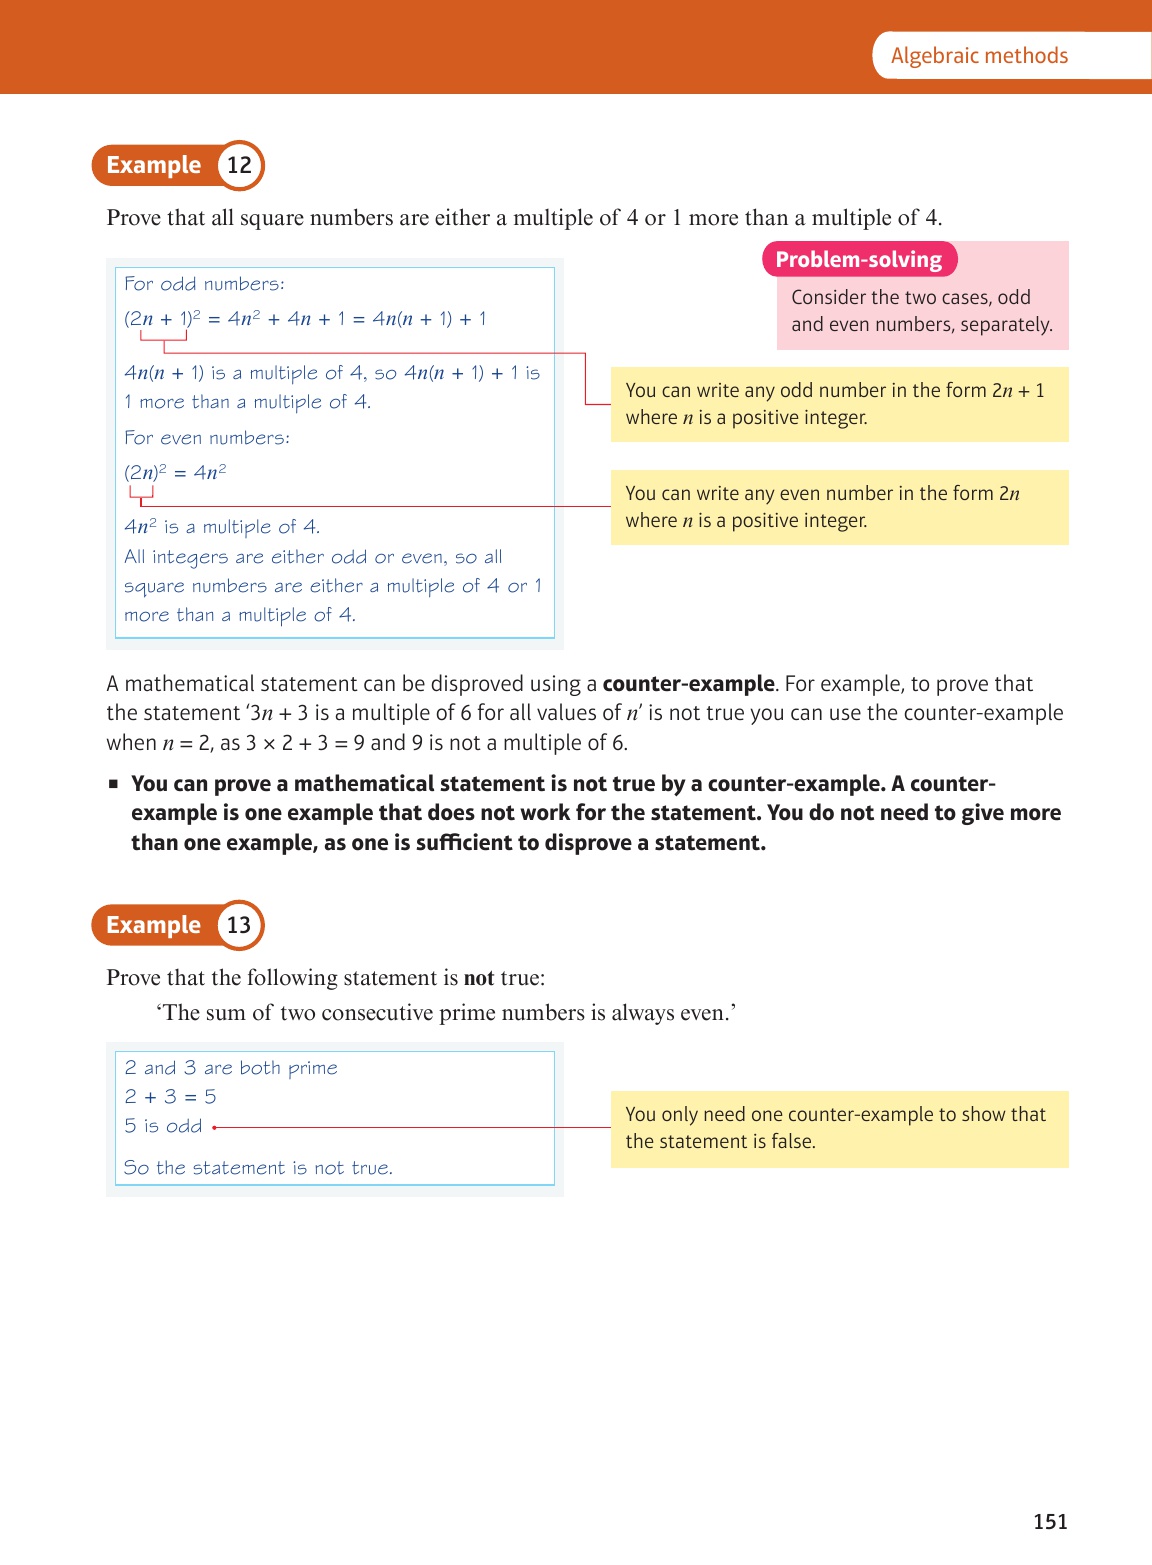 Algebraic methods
Example 12
Prove that all square numbers are either a multiple of 4 or 1 more than a multiple of 4.
For odd numbers:
(2n + 1)² = 4n² + 4n + 1 = 4n(n + 1) + 1
4n(n + 1) is a multiple of 4, so 4n(n + 1) + 1 is
1 more than a multiple of 4.
For even numbers:
(2n)² = 4n²
4n² is a multiple of 4.
All integers are either odd or even, so all
square numbers are either a multiple of 4 or 1
more than a multiple of 4.
Problem-solving
Consider the two cases, odd
and even numbers, separately.
You can write any odd number in the form 2n + 1
where n is a positive integer.
You can write any even number in the form 2n
where n is a positive integer.
A mathematical statement can be disproved using a counter-example. For example, to prove that
the statement ‘3n + 3 is a multiple of 6 for all values of n’ is not true you can use the counter-example
when n = 2, as 3 × 2 + 3 = 9 and 9 is not a multiple of 6.
■ You can prove a mathematical statement is not true by a counter-example. A counter-
example is one example that does not work for the statement. You do not need to give more
than one example, as one is sufficient to disprove a statement.
Example 13
Prove that the following statement is not true:
‘The sum of two consecutive prime numbers is always even.’
2 and 3 are both prime
2 + 3 = 5
5 is odd
So the statement is not true.
You only need one counter-example to show that
the statement is false.
151